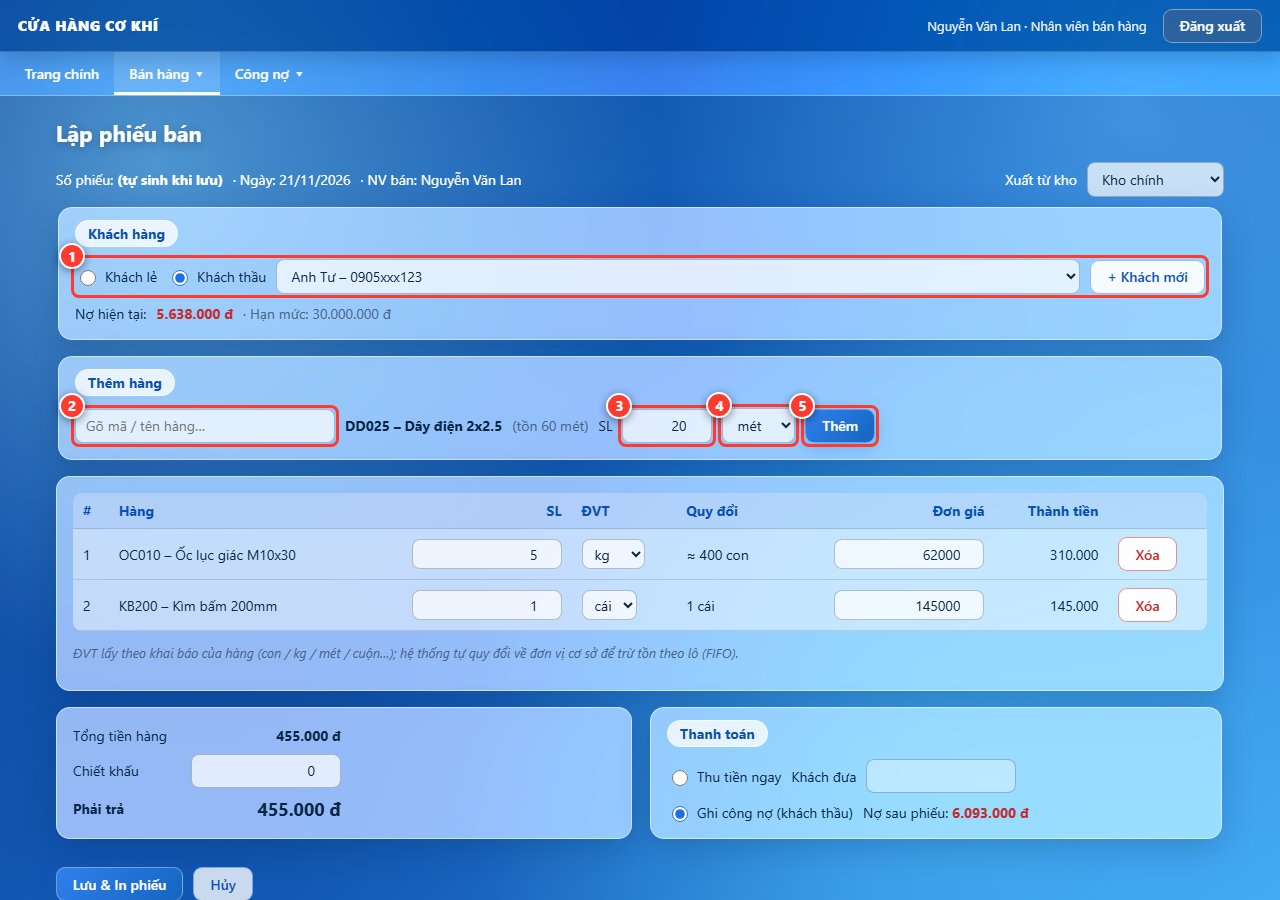 CỬA HÀNG CƠ KHÍ
Nguyễn Văn Lan · Nhân viên bán hàng
Đăng xuất
Trang chính
Bán hàng ▼
Công nợ ▼
Lập phiếu bán
Số phiếu: (tự sinh khi lưu) · Ngày: 21/11/2026 · NV bán: Nguyễn Văn Lan
Xuất từ kho Kho chính
Khách hàng
1
Khách lẻ Khách thầu Anh Tư – 0905xxx123 + Khách mới
Nợ hiện tại: 5.638.000 đ · Hạn mức: 30.000.000 đ
Thêm hàng
2 3 4 5
Gõ mã / tên hàng... DD025 – Dây điện 2x2.5 (tồn 60 mét) SL 20 mét Thêm
# Hàng SL ĐVT Quy đổi Đơn giá Thành tiền
1 OC010 – Ốc lục giác M10x30 5 kg ≈ 400 con 62000 310.000 Xóa
2 KB200 – Kìm bấm 200mm 1 cái 1 cái 145000 145.000 Xóa
ĐVT lấy theo khai báo của hàng (con / kg / mét / cuộn...); hệ thống tự quy đổi về đơn vị cơ sở để trừ tồn theo lô (FIFO).
Tổng tiền hàng 455.000 đ
Chiết khấu 0
Phải trả 455.000 đ
Thanh toán
Thu tiền ngay Khách đưa
Ghi công nợ (khách thầu) Nợ sau phiếu: 6.093.000 đ
Lưu & In phiếu
Hủy